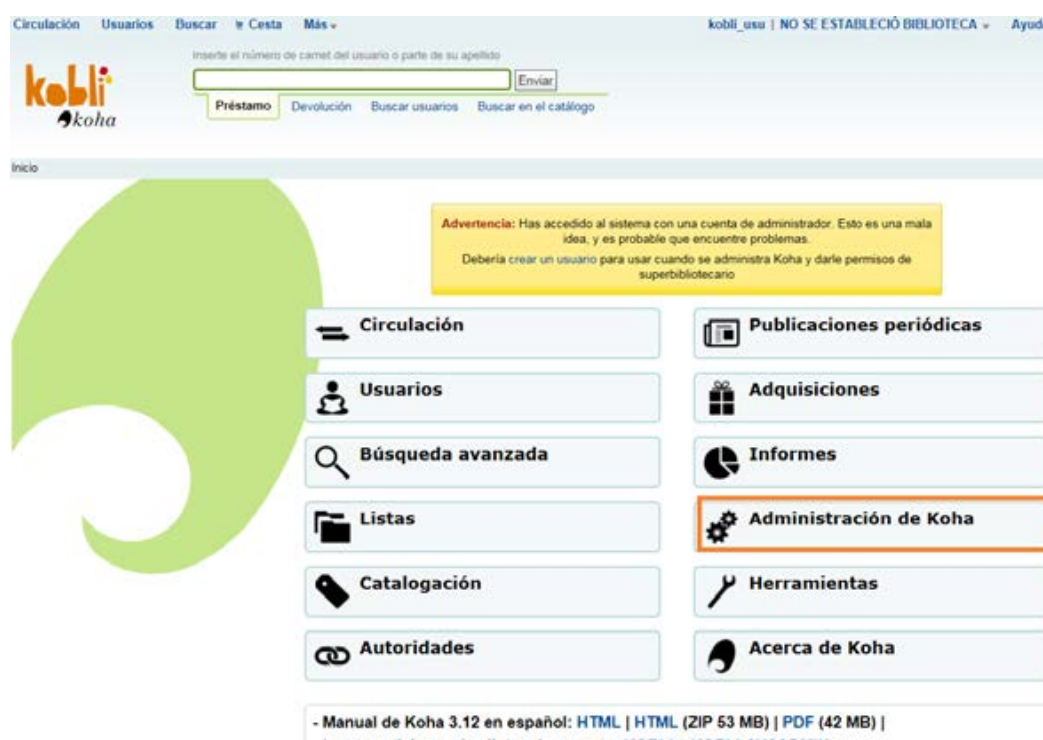 Circulación Usuarios Buscar Cesta Más kobli_usu | NO SE ESTABLECIÓ BIBLIOTECA Ayud
Inserte el número de carnet del usuario o parte de su apellido
kobli
koha
Enviar
Préstamo Devolución Buscar usuarios Buscar en el catálogo
Inicio
Advertencia: Has accedido al sistema con una cuenta de administrador. Esto es una mala
idea, y es probable que encuentre problemas.
Debería crear un usuario para usar cuando se administra Koha y darle permisos de
superbibliotecario
Circulación Publicaciones periódicas
Usuarios Adquisiciones
Búsqueda avanzada Informes
Listas Administración de Koha
Catalogación Herramientas
Autoridades Acerca de Koha
- Manual de Koha 3.12 en español: HTML | HTML (ZIP 53 MB) | PDF (42 MB) |